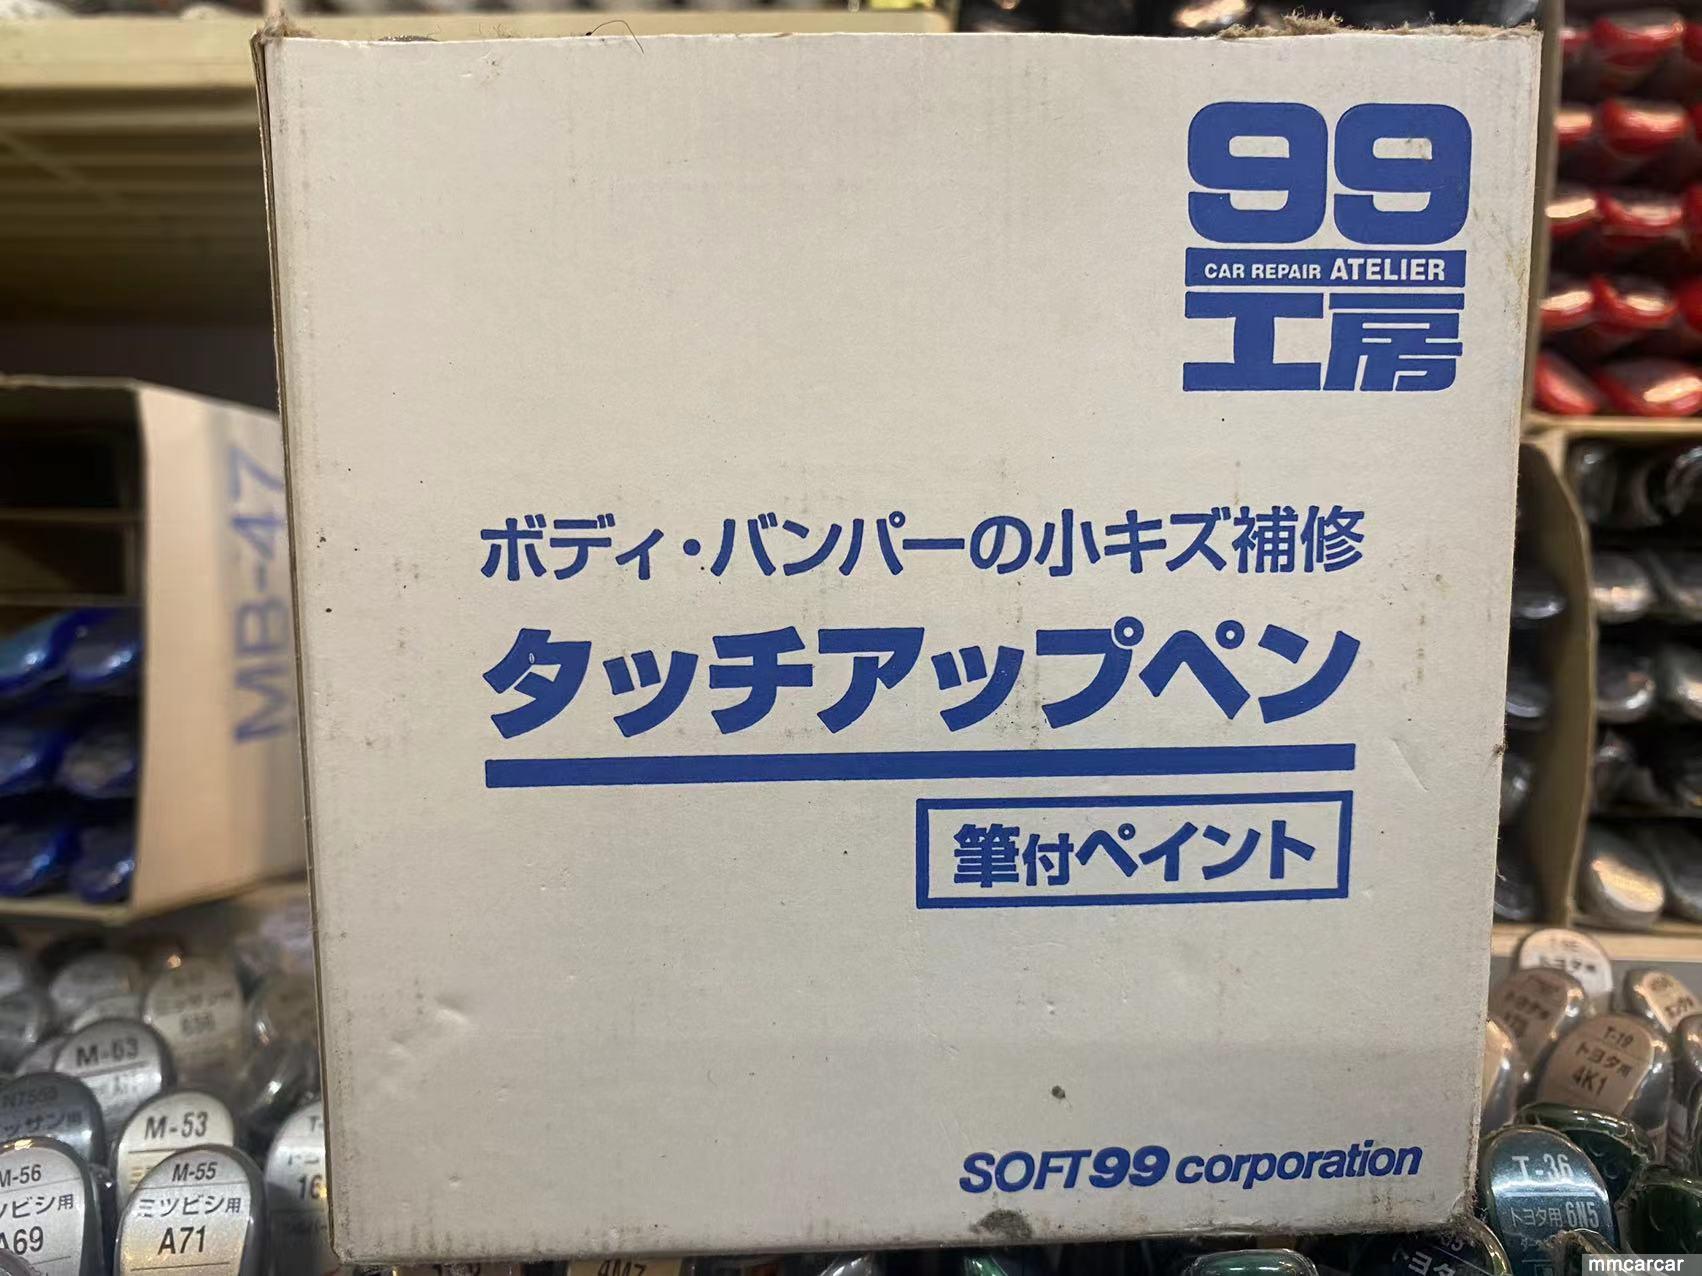 99
CAR REPAIR ATELIER
工房
ボディ・バンパーの小キズ補修
タッチアップペン
筆付ペイント
SOFT99 corporation
MB-47
M-53
M-53
M-55
ミツビシ用
A71
M-56
T-19
トヨタ用
4K1
T-36
トヨタ用 6N5
mmcarcar